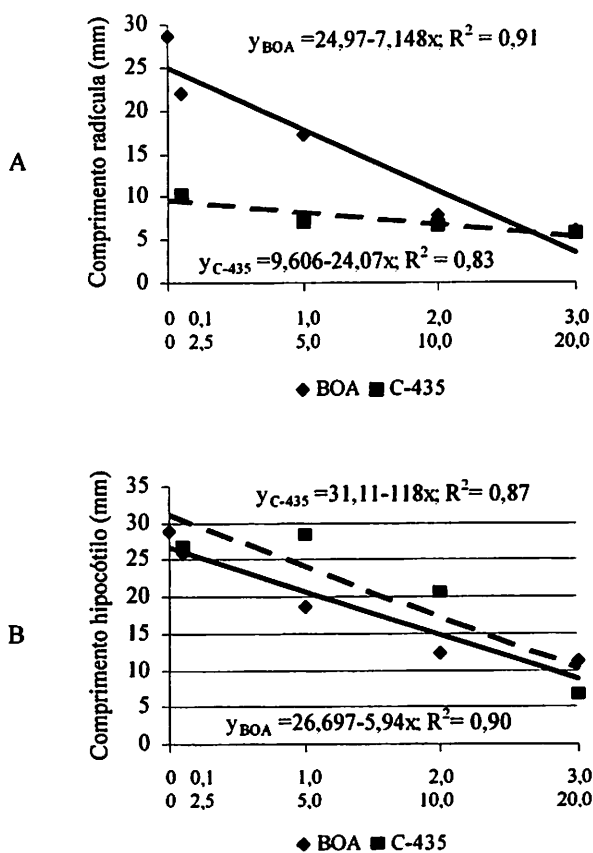 A
Comprimento radícula (mm)
30
25
20
15
10
5
0
y_BOA = 24,97-7,148x; R² = 0,91
y_C-435 =9,606-24,07x; R² = 0,83
0 0,1 1,0 2,0 3,0
0 2,5 5,0 10,0 20,0
◆ BOA ■ C-435
B
Comprimento hipocótilo (mm)
35
30
25
20
15
10
5
0
y_C-435 =31,11-118x; R²= 0,87
y_BOA =26,697-5,94x; R²= 0,90
0 0,1 1,0 2,0 3,0
0 2,5 5,0 10,0 20,0
◆ BOA ■ C-435